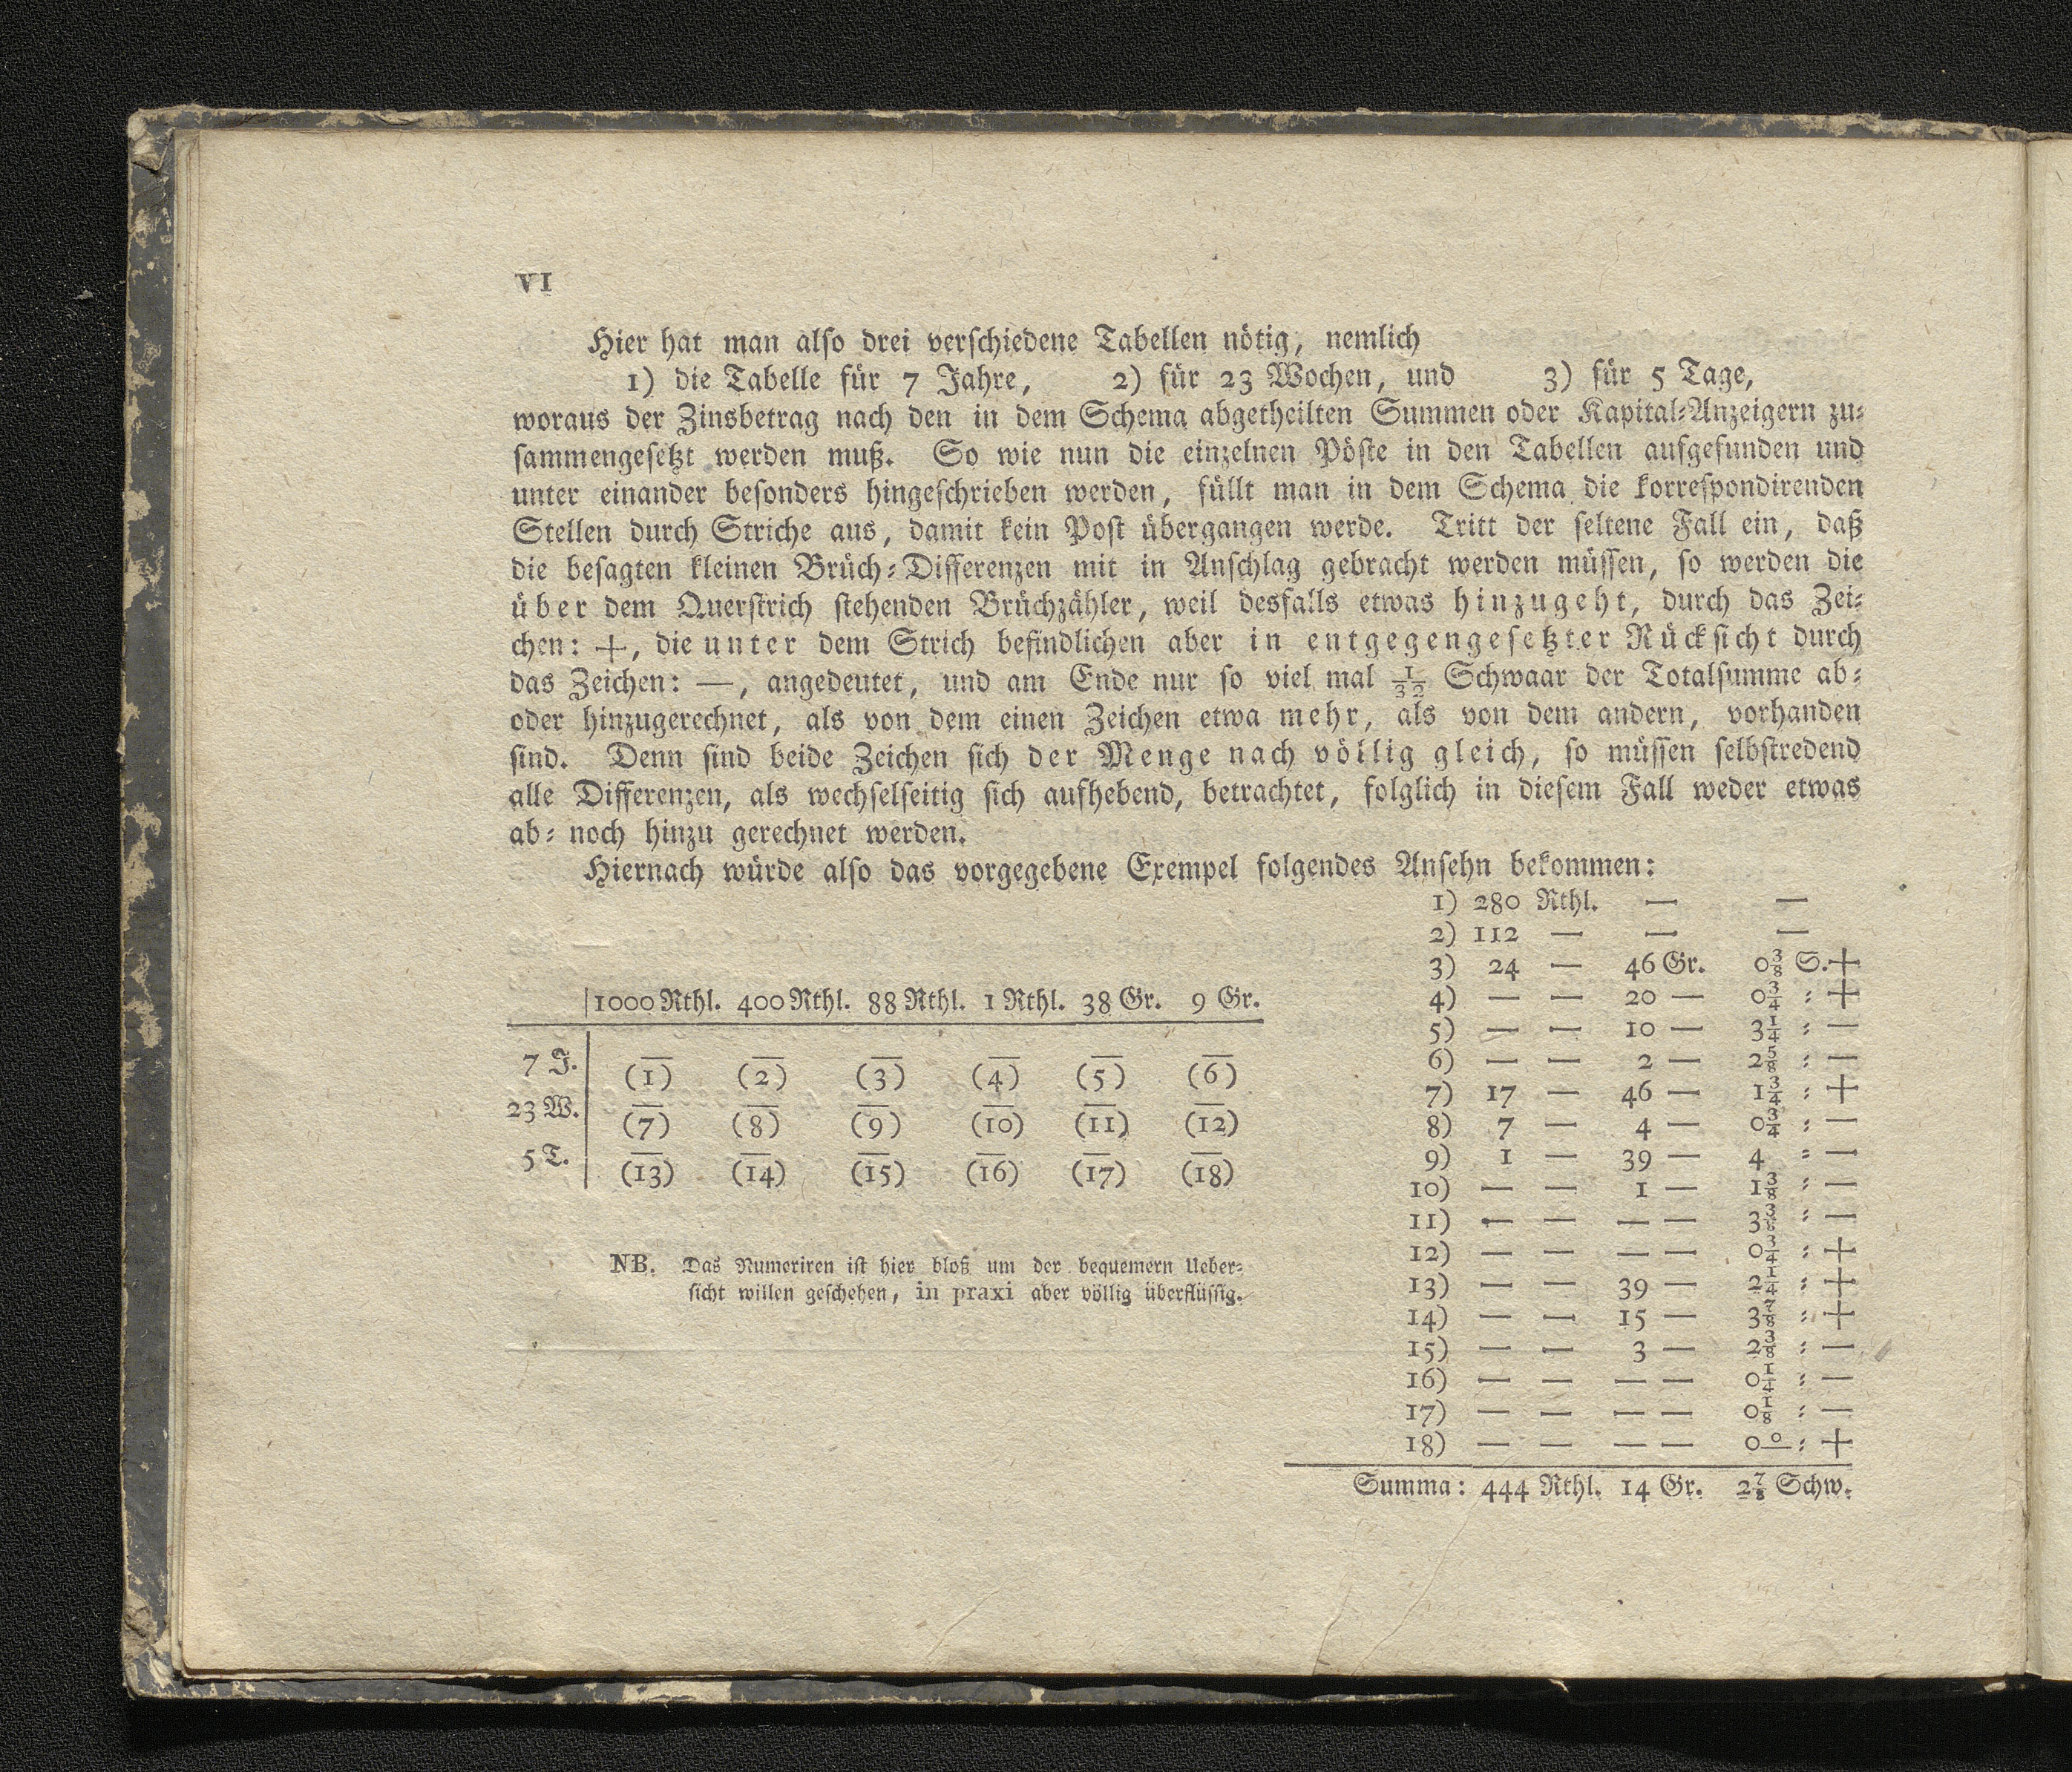 VI
Hier hat man alſo drei verſchiedene Tabellen nötig, nemlich
1) die Tabelle für 7 Jahre, 2) für 23 Wochen, und 3) für 5 Tage,
woraus der Zinsbetrag nach den in dem Schema abgetheilten Summen oder Kapital⸗Anzeigern zu⸗
ſammengeſetzt werden muß. So wie nun die einzelnen Pöſte in den Tabellen aufgefunden und
unter einander beſonders hingeſchrieben werden, füllt man in dem Schema die korreſpondirenden
Stellen durch Striche aus, damit kein Poſt übergangen werde. Tritt der ſeltene Fall ein, daß
die beſagten kleinen Brüch⸗Differenzen mit in Anſchlag gebracht werden müſſen, ſo werden die
über dem Querſtrich ſtehenden Brüchzähler, weil desfalls etwas hinzugeht, durch das Zei⸗
chen: +, die unter dem Strich befindlichen aber in entgegengeſetzter Rückſicht durch
das Zeichen: —, angedeutet, und am Ende nur ſo viel mal 1/32 Schwaar der Totalſumme ab⸗
oder hinzugerechnet, als von dem einen Zeichen etwa mehr, als von dem andern, vorhanden
ſind. Denn ſind beide Zeichen ſich der Menge nach völlig gleich, ſo müſſen ſelbſtredend
alle Differenzen, als wechſelſeitig ſich aufhebend, betrachtet, folglich in dieſem Fall weder etwas
ab⸗ noch hinzu gerechnet werden.
Hiernach würde alſo das vorgegebene Exempel folgendes Anſehn bekommen:
1000 Rthl. 400 Rthl. 88 Rthl. 1 Rthl. 38 Gr. 9 Gr.
7 J. — — — — — —
(1) (2) (3) (4) (5) (6)
23 W. — — — — — —
(7) (8) (9) (10) (11) (12)
5 T. — — — — — —
(13) (14) (15) (16) (17) (18)
NB. Das Numeriren iſt hier bloß um der bequemern Ueber⸗
ſicht willen geſchehen, in praxi aber völlig überflüſſig.
1) 280 Rthl. — —
2) 112 — — —
3) 24 — 46 Gr. 0 3/8 S. +
4) — — 20 — 0 3/4 ⸗ +
5) — — 10 — 3 1/4 ⸗ —
6) — — 2 — 2 5/8 ⸗ —
7) 17 — 46 — 1 3/4 ⸗ +
8) 7 — 4 — 0 3/4 ⸗ —
9) 1 — 39 — 4 ⸗ —
10) — — 1 — 1 3/8 ⸗ —
11) — — — — 3 3/8 ⸗ —
12) — — — — 0 3/4 ⸗ +
13) — — 39 — 2 1/4 ⸗ +
14) — — 15 — 3 7/8 ⸗ +
15) — — 3 — 2 3/8 ⸗ —
16) — — — — 0 1/4 ⸗ —
17) — — — — 0 1/8 ⸗ —
18) — — — — 0 0/— ⸗ +
Summa: 444 Rthl. 14 Gr. 2 7/8 Schw.